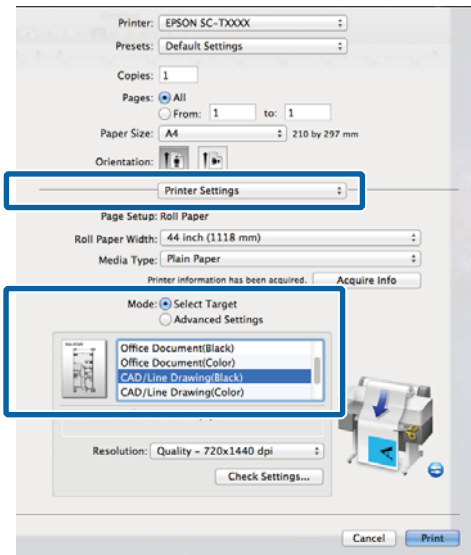 Printer: EPSON SC-TXXXX
Presets: Default Settings
Copies: 1
Pages: All
From: 1 to: 1
Paper Size: A4 210 by 297 mm
Orientation:
Printer Settings
Page Setup: Roll Paper
Roll Paper Width: 44 inch (1118 mm)
Media Type: Plain Paper
Printer information has been acquired. Acquire Info
Mode: Select Target
Advanced Settings
Office Document(Black)
Office Document(Color)
CAD/Line Drawing(Black)
CAD/Line Drawing(Color)
Resolution: Quality - 720x1440 dpi
Check Settings...
A
Cancel Print